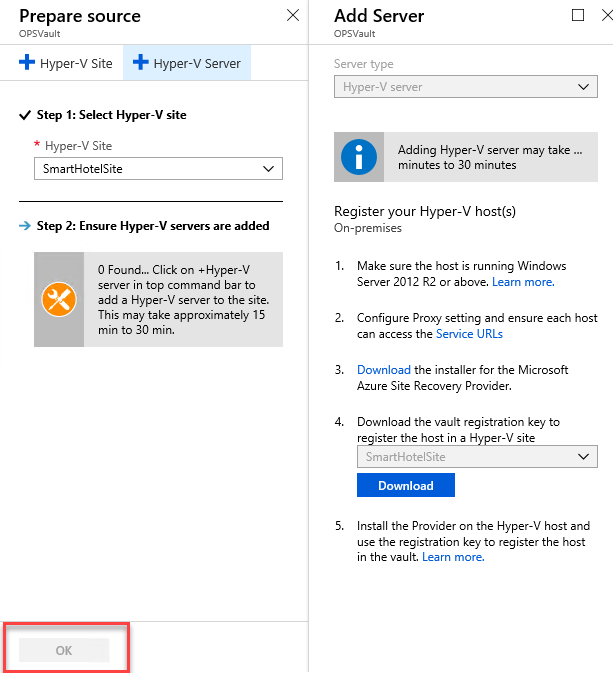 Prepare source
OPSVault
Hyper-V Site
Hyper-V Server
Step 1: Select Hyper-V site
* Hyper-V Site
SmartHotelSite
Step 2: Ensure Hyper-V servers are added
0 Found... Click on +Hyper-V
server in top command bar to
add a Hyper-V server to the site.
This may take approximately 15
min to 30 min.
OK
Add Server
OPSVault
Server type
Hyper-V server
Adding Hyper-V server may take ...
minutes to 30 minutes
Register your Hyper-V host(s)
On-premises
1. Make sure the host is running Windows
Server 2012 R2 or above. Learn more.
2. Configure Proxy setting and ensure each host
can access the Service URLs
3. Download the installer for the Microsoft
Azure Site Recovery Provider.
4. Download the vault registration key to
register the host in a Hyper-V site
SmartHotelSite
Download
5. Install the Provider on the Hyper-V host and
use the registration key to register the host
in the vault. Learn more.